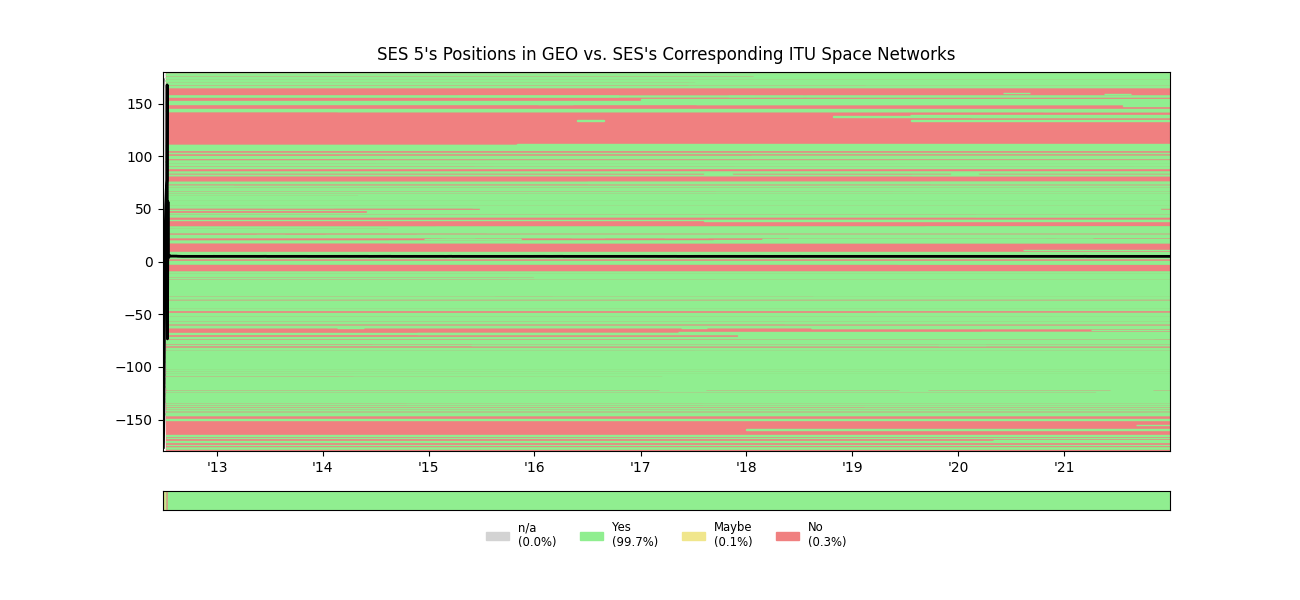 SES 5's Positions in GEO vs. SES's Corresponding ITU Space Networks
150
100
50
0
−50
−100
−150
'13 '14 '15 '16 '17 '18 '19 '20 '21
n/a Yes Maybe No
(0.0%) (99.7%) (0.1%) (0.3%)